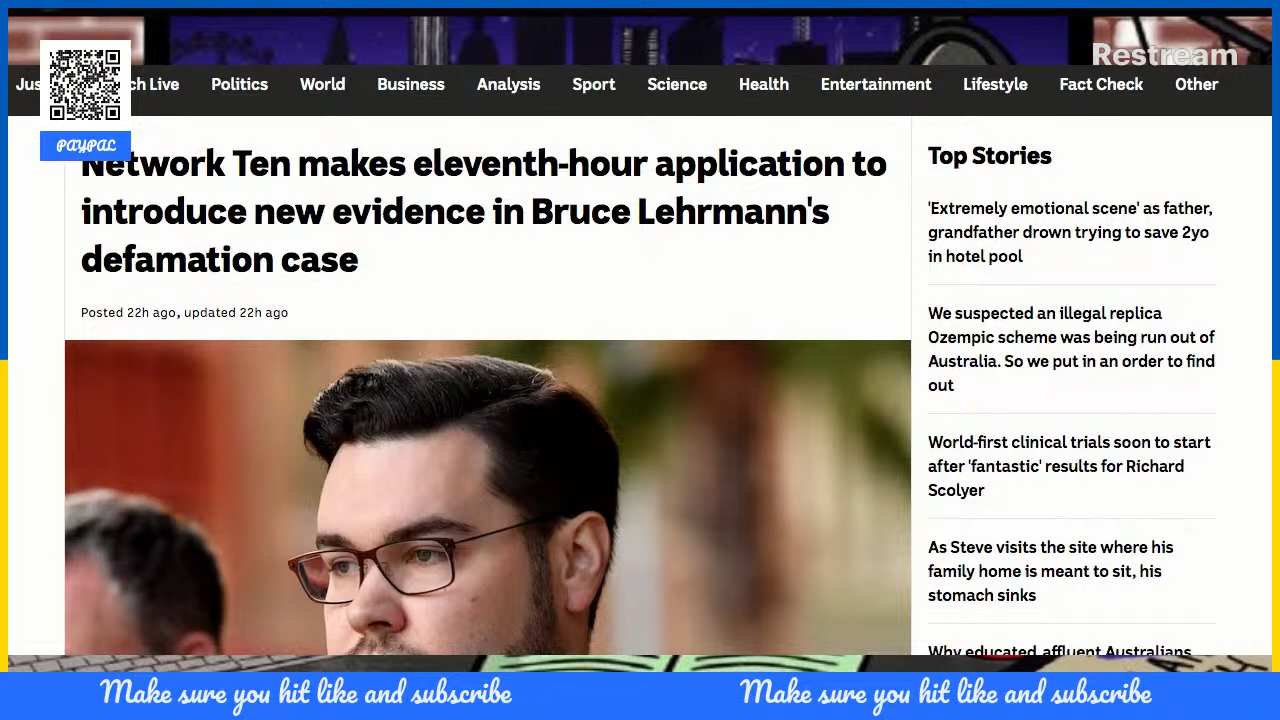 Restream
Jus
ch Live
Politics
World
Business
Analysis
Sport
Science
Health
Entertainment
Lifestyle
Fact Check
Other
PAYPAL
Network Ten makes eleventh-hour application to
introduce new evidence in Bruce Lehrmann's
defamation case
Posted 22h ago, updated 22h ago
Top Stories
'Extremely emotional scene' as father,
grandfather drown trying to save 2yo
in hotel pool
We suspected an illegal replica
Ozempic scheme was being run out of
Australia. So we put in an order to find
out
World-first clinical trials soon to start
after 'fantastic' results for Richard
Scolyer
As Steve visits the site where his
family home is meant to sit, his
stomach sinks
Why educated, affluent Australians
Make sure you hit like and subscribe
Make sure you hit like and subscribe